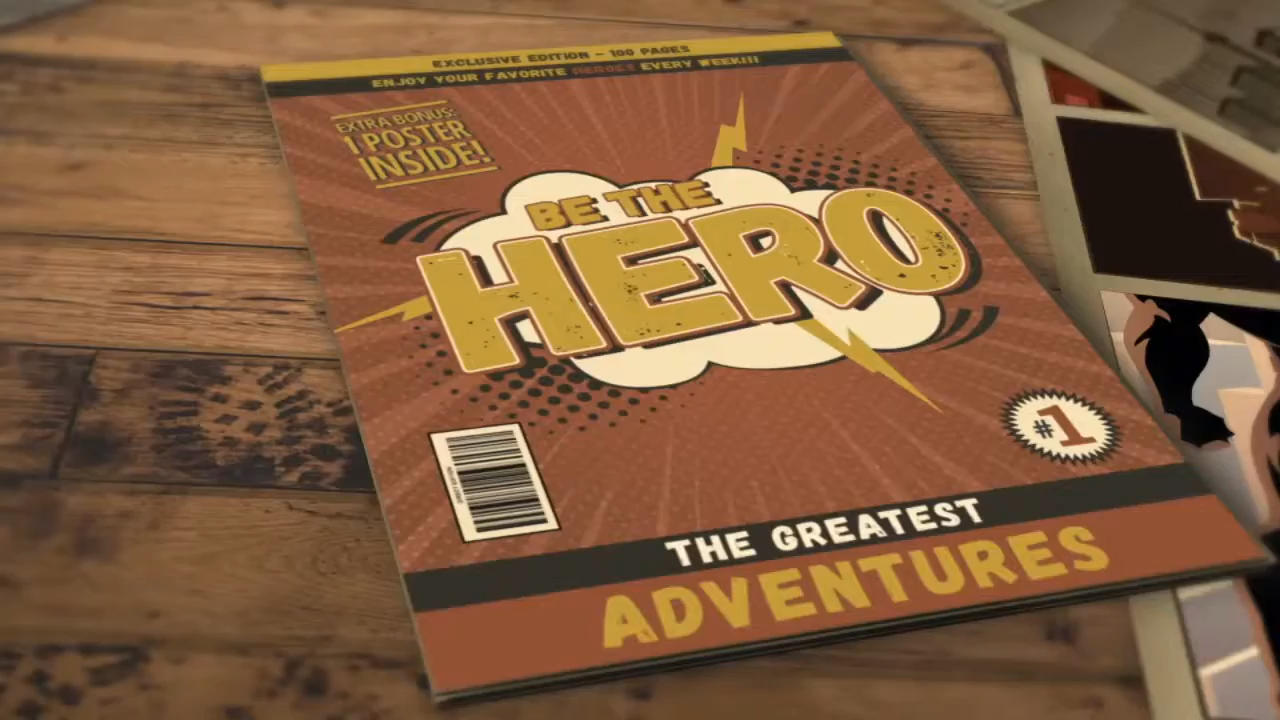 EXCLUSIVE EDITION – 100 PAGES
ENJOY YOUR FAVORITE HEROES EVERY WEEK!!!
EXTRA BONUS:
1 POSTER
INSIDE!
BE THE
HERO
#1
THE GREATEST
ADVENTURES